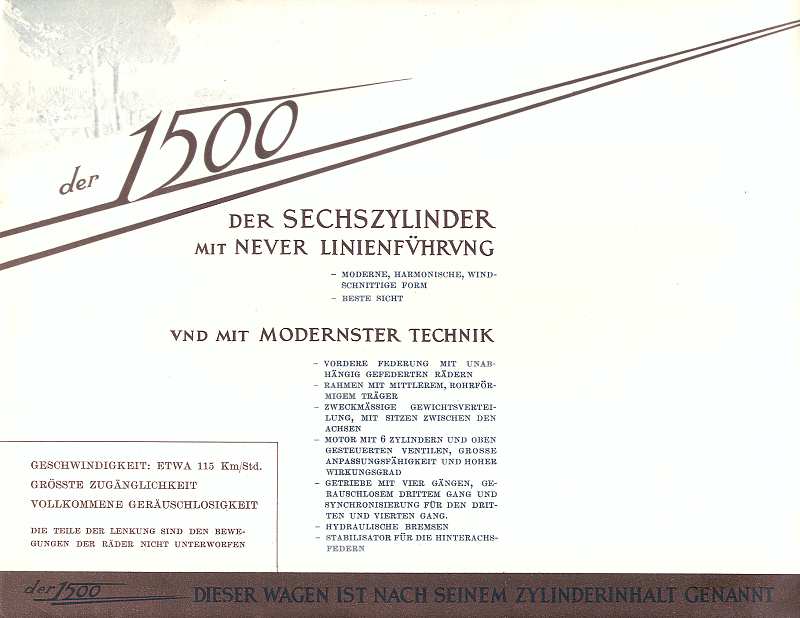 der 1500
DER SECHSZYLINDER
MIT NEVER LINIENFÜHRVNG
– MODERNE, HARMONISCHE, WIND-
SCHNITTIGE FORM
– BESTE SICHT
VND MIT MODERNSTER TECHNIK
– VORDERE FEDERUNG MIT UNAB-
HÄNGIG GEFEDERTEN RÄDERN
– RAHMEN MIT MITTLEREM, ROHRFÖR-
MIGEM TRÄGER
– ZWECKMÄSSIGE GEWICHTSVERTEI-
LUNG, MIT SITZEN ZWISCHEN DEN
ACHSEN
– MOTOR MIT 6 ZYLINDERN UND OBEN
GESTEUERTEN VENTILEN, GROSSE
ANPASSUNGSFÄHIGKEIT UND HOHER
WIRKUNGSGRAD
– GETRIEBE MIT VIER GÄNGEN, GE-
RAUSCHLOSEM DRITTEM GANG UND
SYNCHRONISIERUNG FÜR DEN DRIT-
TEN UND VIERTEN GANG.
– HYDRAULISCHE BREMSEN
– STABILISATOR FÜR DIE HINTERACHS-
FEDERN
GESCHWINDIGKEIT: ETWA 115 Km/Std.
GRÖSSTE ZUGÄNGLICHKEIT
VOLLKOMMENE GERÄUSCHLOSIGKEIT
DIE TEILE DER LENKUNG SIND DEN BEWE-
GUNGEN DER RÄDER NICHT UNTERWORFEN
der 1500 DIESER WAGEN IST NACH SEINEM ZYLINDERINHALT GENANNT